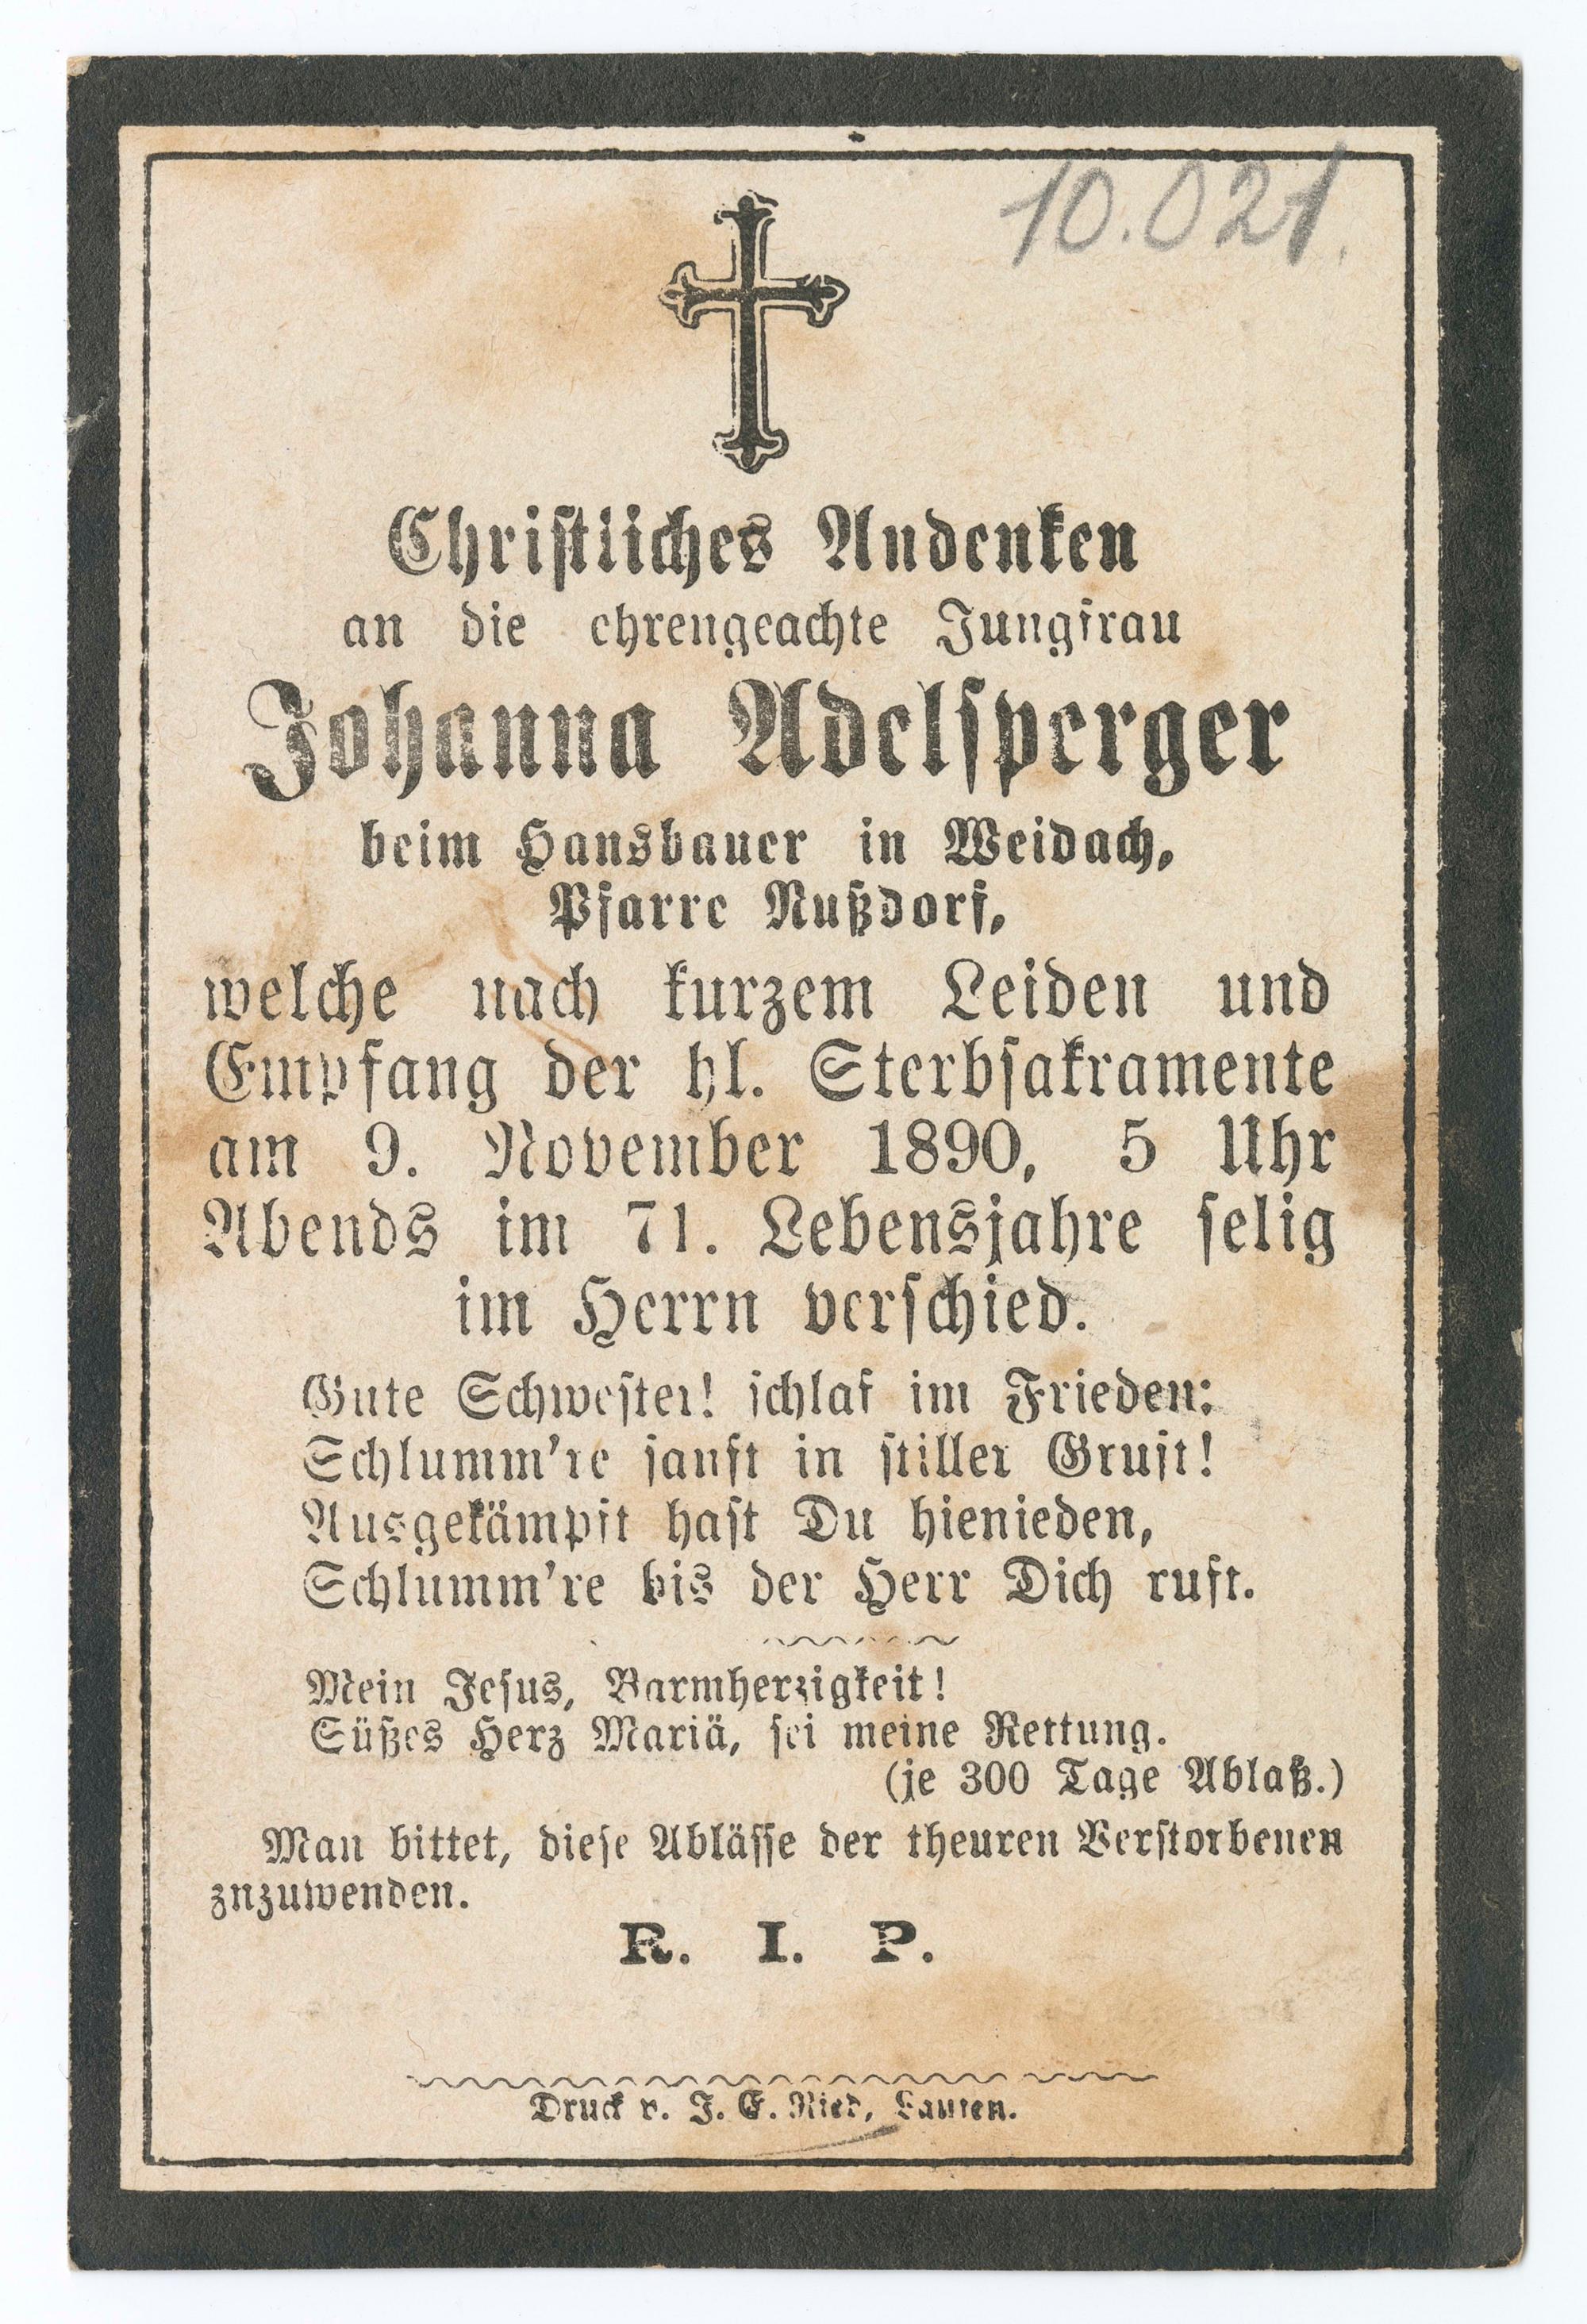 10.021.
Christliches Andenken
an die ehrengeachte Jungfrau
Johanna Adelsperger
beim Hansbauer in Weidach,
Pfarre Nußdorf,
welche nach kurzem Leiden und
Empfang der hl. Sterbsakramente
am 9. November 1890, 5 Uhr
Abends im 71. Lebensjahre selig
im Herrn verschied.
Gute Schwester! schlaf im Frieden:
Schlumm're sanft in stiller Gruft!
Ausgekämpft hast Du hienieden,
Schlumm're bis der Herr Dich ruft.
Mein Jesus, Barmherzigkeit!
Süßes Herz Mariä, sei meine Rettung.
(je 300 Tage Ablaß.)
Man bittet, diese Ablässe der theuren Verstorbenen
znzuwenden.
R. I. P.
Druck v. J. E. Ried, Laufen.